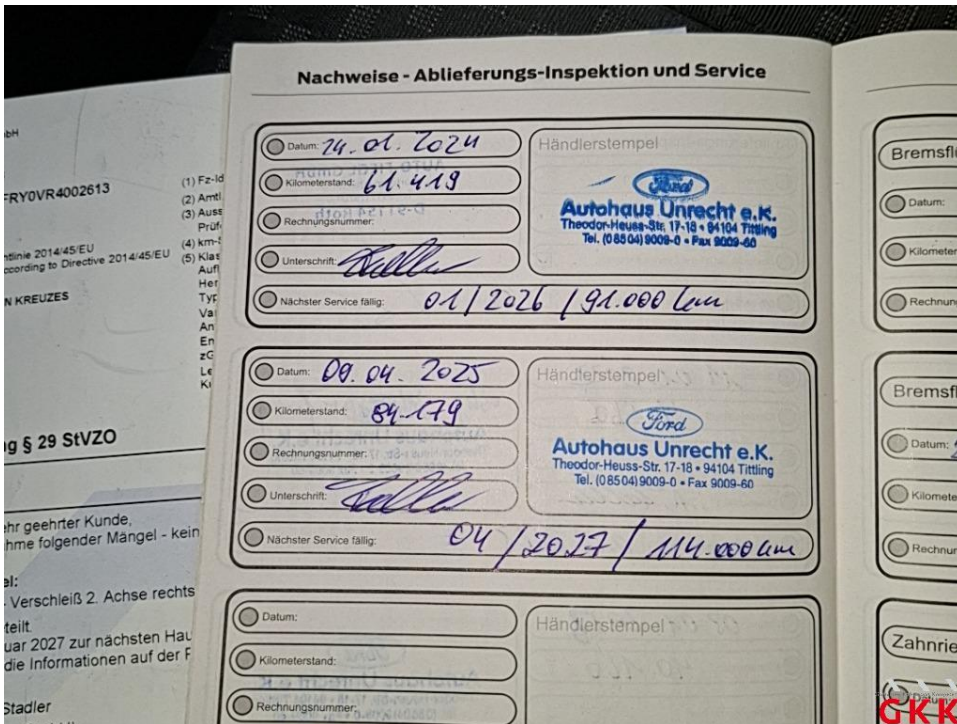 Nachweise - Ablieferungs-Inspektion und Service
Datum: 24.01.2024
Kilometerstand: 61.419
Rechnungsnummer:
Unterschrift:
Nächster Service fällig: 01/2026/91.000 km
Händlerstempel
Ford
Autohaus Unrecht e.K.
Theodor-Heuss-Str. 17-18 • 94104 Tittling
Tel. (08504) 9009-0 • Fax 9009-60
Datum: 09.04.2025
Kilometerstand: 84.179
Rechnungsnummer:
Unterschrift:
Nächster Service fällig: 04/2027/114.000 km
Händlerstempel
Ford
Autohaus Unrecht e.K.
Theodor-Heuss-Str. 17-18 • 94104 Tittling
Tel. (08504) 9009-0 • Fax 9009-60
Datum:
Kilometerstand:
Rechnungsnummer:
Händlerstempel
bH
FRY0VR4002613
htlinie 2014/45/EU
ccording to Directive 2014/45/EU
N KREUZES
(1) Fz-Id
(2) Amtl
(3) Auss
Prüf
(4) km-
(5) Klas
Auf
Her
Typ
Va
An
En
zG
Le
g § 29 StVZO
ehr geehrter Kunde,
hme folgender Mängel - kein
el:
Verschleiß 2. Achse rechts
teilt
uar 2027 zur nächsten Hau
die Informationen auf der
Stadler
Bremsfl
Datum:
Kilometer
Rechnun
Bremsfl
Datum:
Kilomete
Rechnur
Zahnrie
GKK